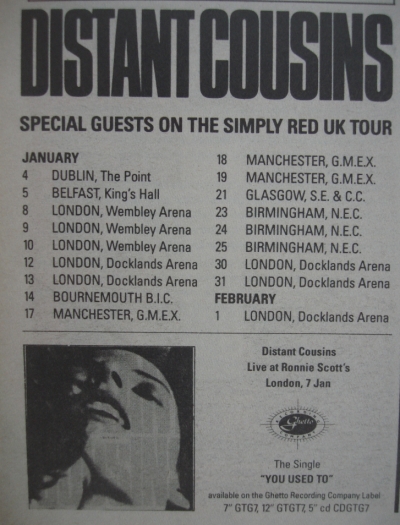 DISTANT COUSINS
SPECIAL GUESTS ON THE SIMPLY RED UK TOUR
JANUARY
4 DUBLIN, The Point
5 BELFAST, King's Hall
8 LONDON, Wembley Arena
9 LONDON, Wembley Arena
10 LONDON, Wembley Arena
12 LONDON, Docklands Arena
13 LONDON, Docklands Arena
14 BOURNEMOUTH B.I.C.
17 MANCHESTER, G.M.E.X.
18 MANCHESTER, G.M.E.X.
19 MANCHESTER, G.M.E.X.
21 GLASGOW, S.E. & C.C.
23 BIRMINGHAM, N.E.C.
24 BIRMINGHAM, N.E.C.
25 BIRMINGHAM, N.E.C.
30 LONDON, Docklands Arena
31 LONDON, Docklands Arena
FEBRUARY
1 LONDON, Docklands Arena
Distant Cousins
Live at Ronnie Scott's
London, 7 Jan
Ghetto
The Single
"YOU USED TO"
available on the Ghetto Recording Company Label
7" GTG7, 12" GTGT7, 5" cd CDGTG7